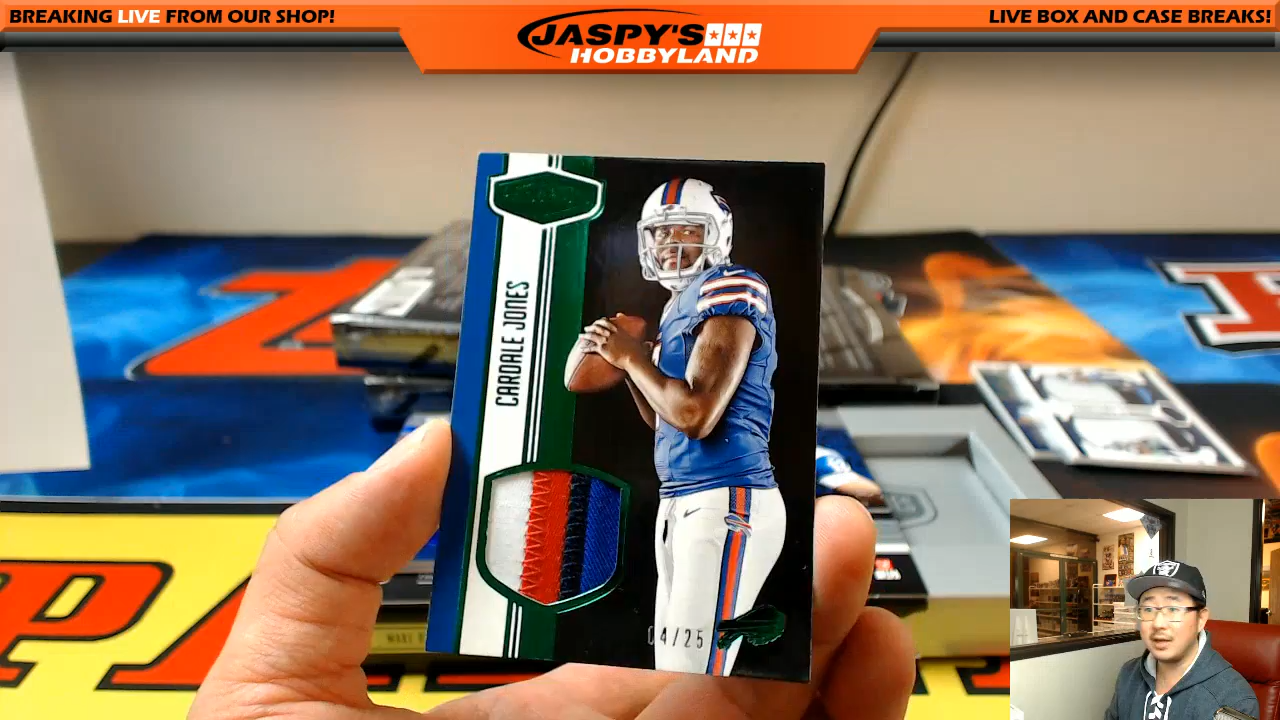 BREAKING LIVE FROM OUR SHOP!
JASPY'S
HOBBYLAND
LIVE BOX AND CASE BREAKS!
CARDALE JONES
04/25